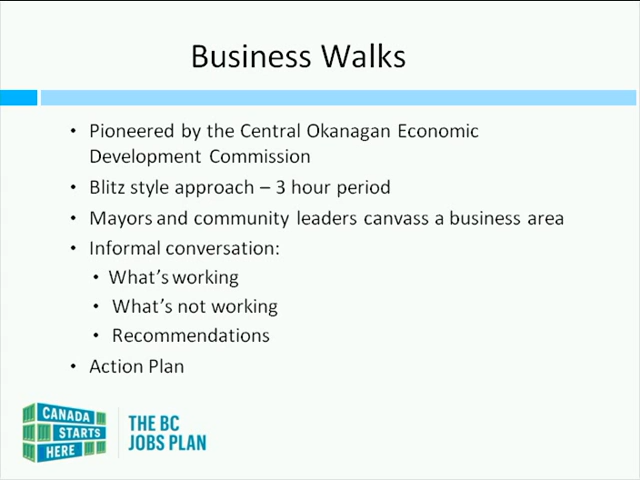 Business Walks
• Pioneered by the Central Okanagan Economic
Development Commission
• Blitz style approach – 3 hour period
• Mayors and community leaders canvass a business area
• Informal conversation:
• What's working
• What's not working
• Recommendations
• Action Plan
CANADA
STARTS
HERE
THE BC
JOBS PLAN